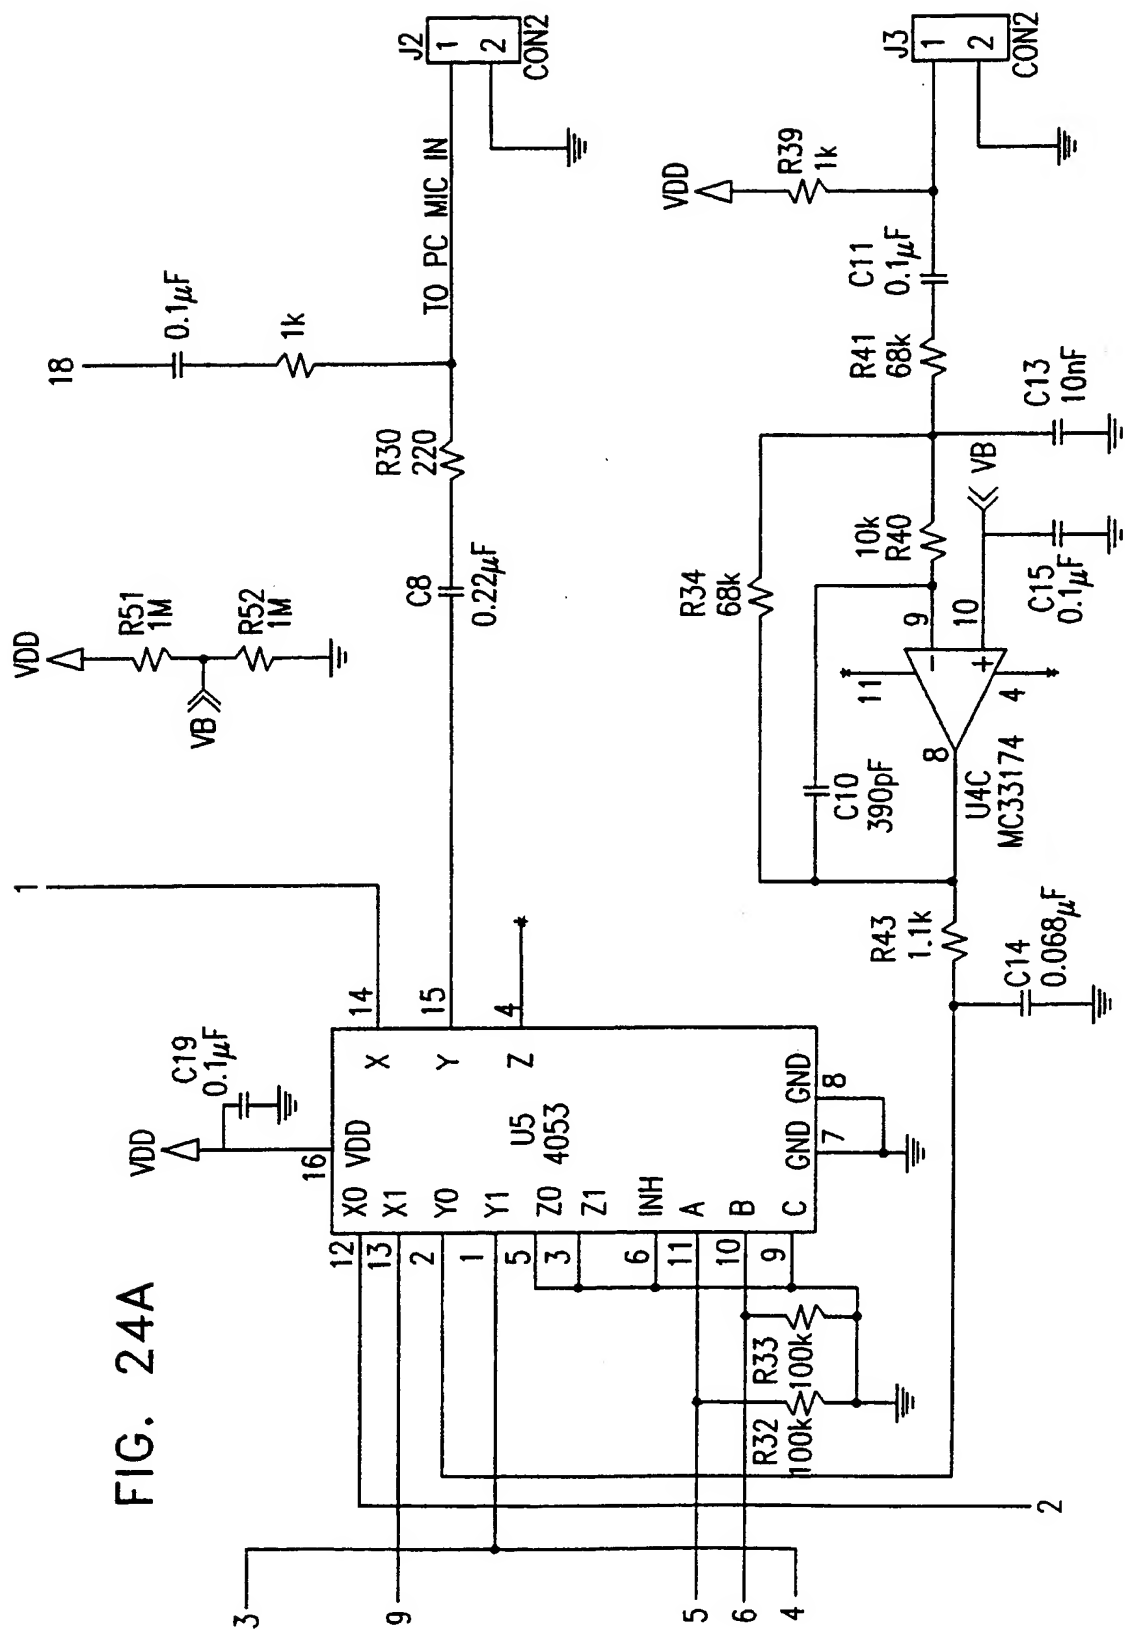 FIG. 24A
3
9
5
6
4
2
12
13
2
1
5
3
6
11
10
9
X0
X1
Y0
Y1
Z0
Z1
INH
A
B
C
R32
100k
R33
100k
VDD
16
VDD
C19
0.1µF
U5
4053
GND
7
GND
8
X
Y
Z
14
15
4
1
VDD
R51
1M
R52
1M
VB
C8
0.22µF
R30
220
18
0.1µF
1k
TO PC MIC IN
J2
1
2
CON2
R43
1.1k
C14
0.068µF
U4C
MC33174
8
11
4
9
10
C10
390pF
R34
68k
10k
R40
C15
0.1µF
VB
C13
10nF
R41
68k
C11
0.1µF
VDD
R39
1k
J3
1
2
CON2